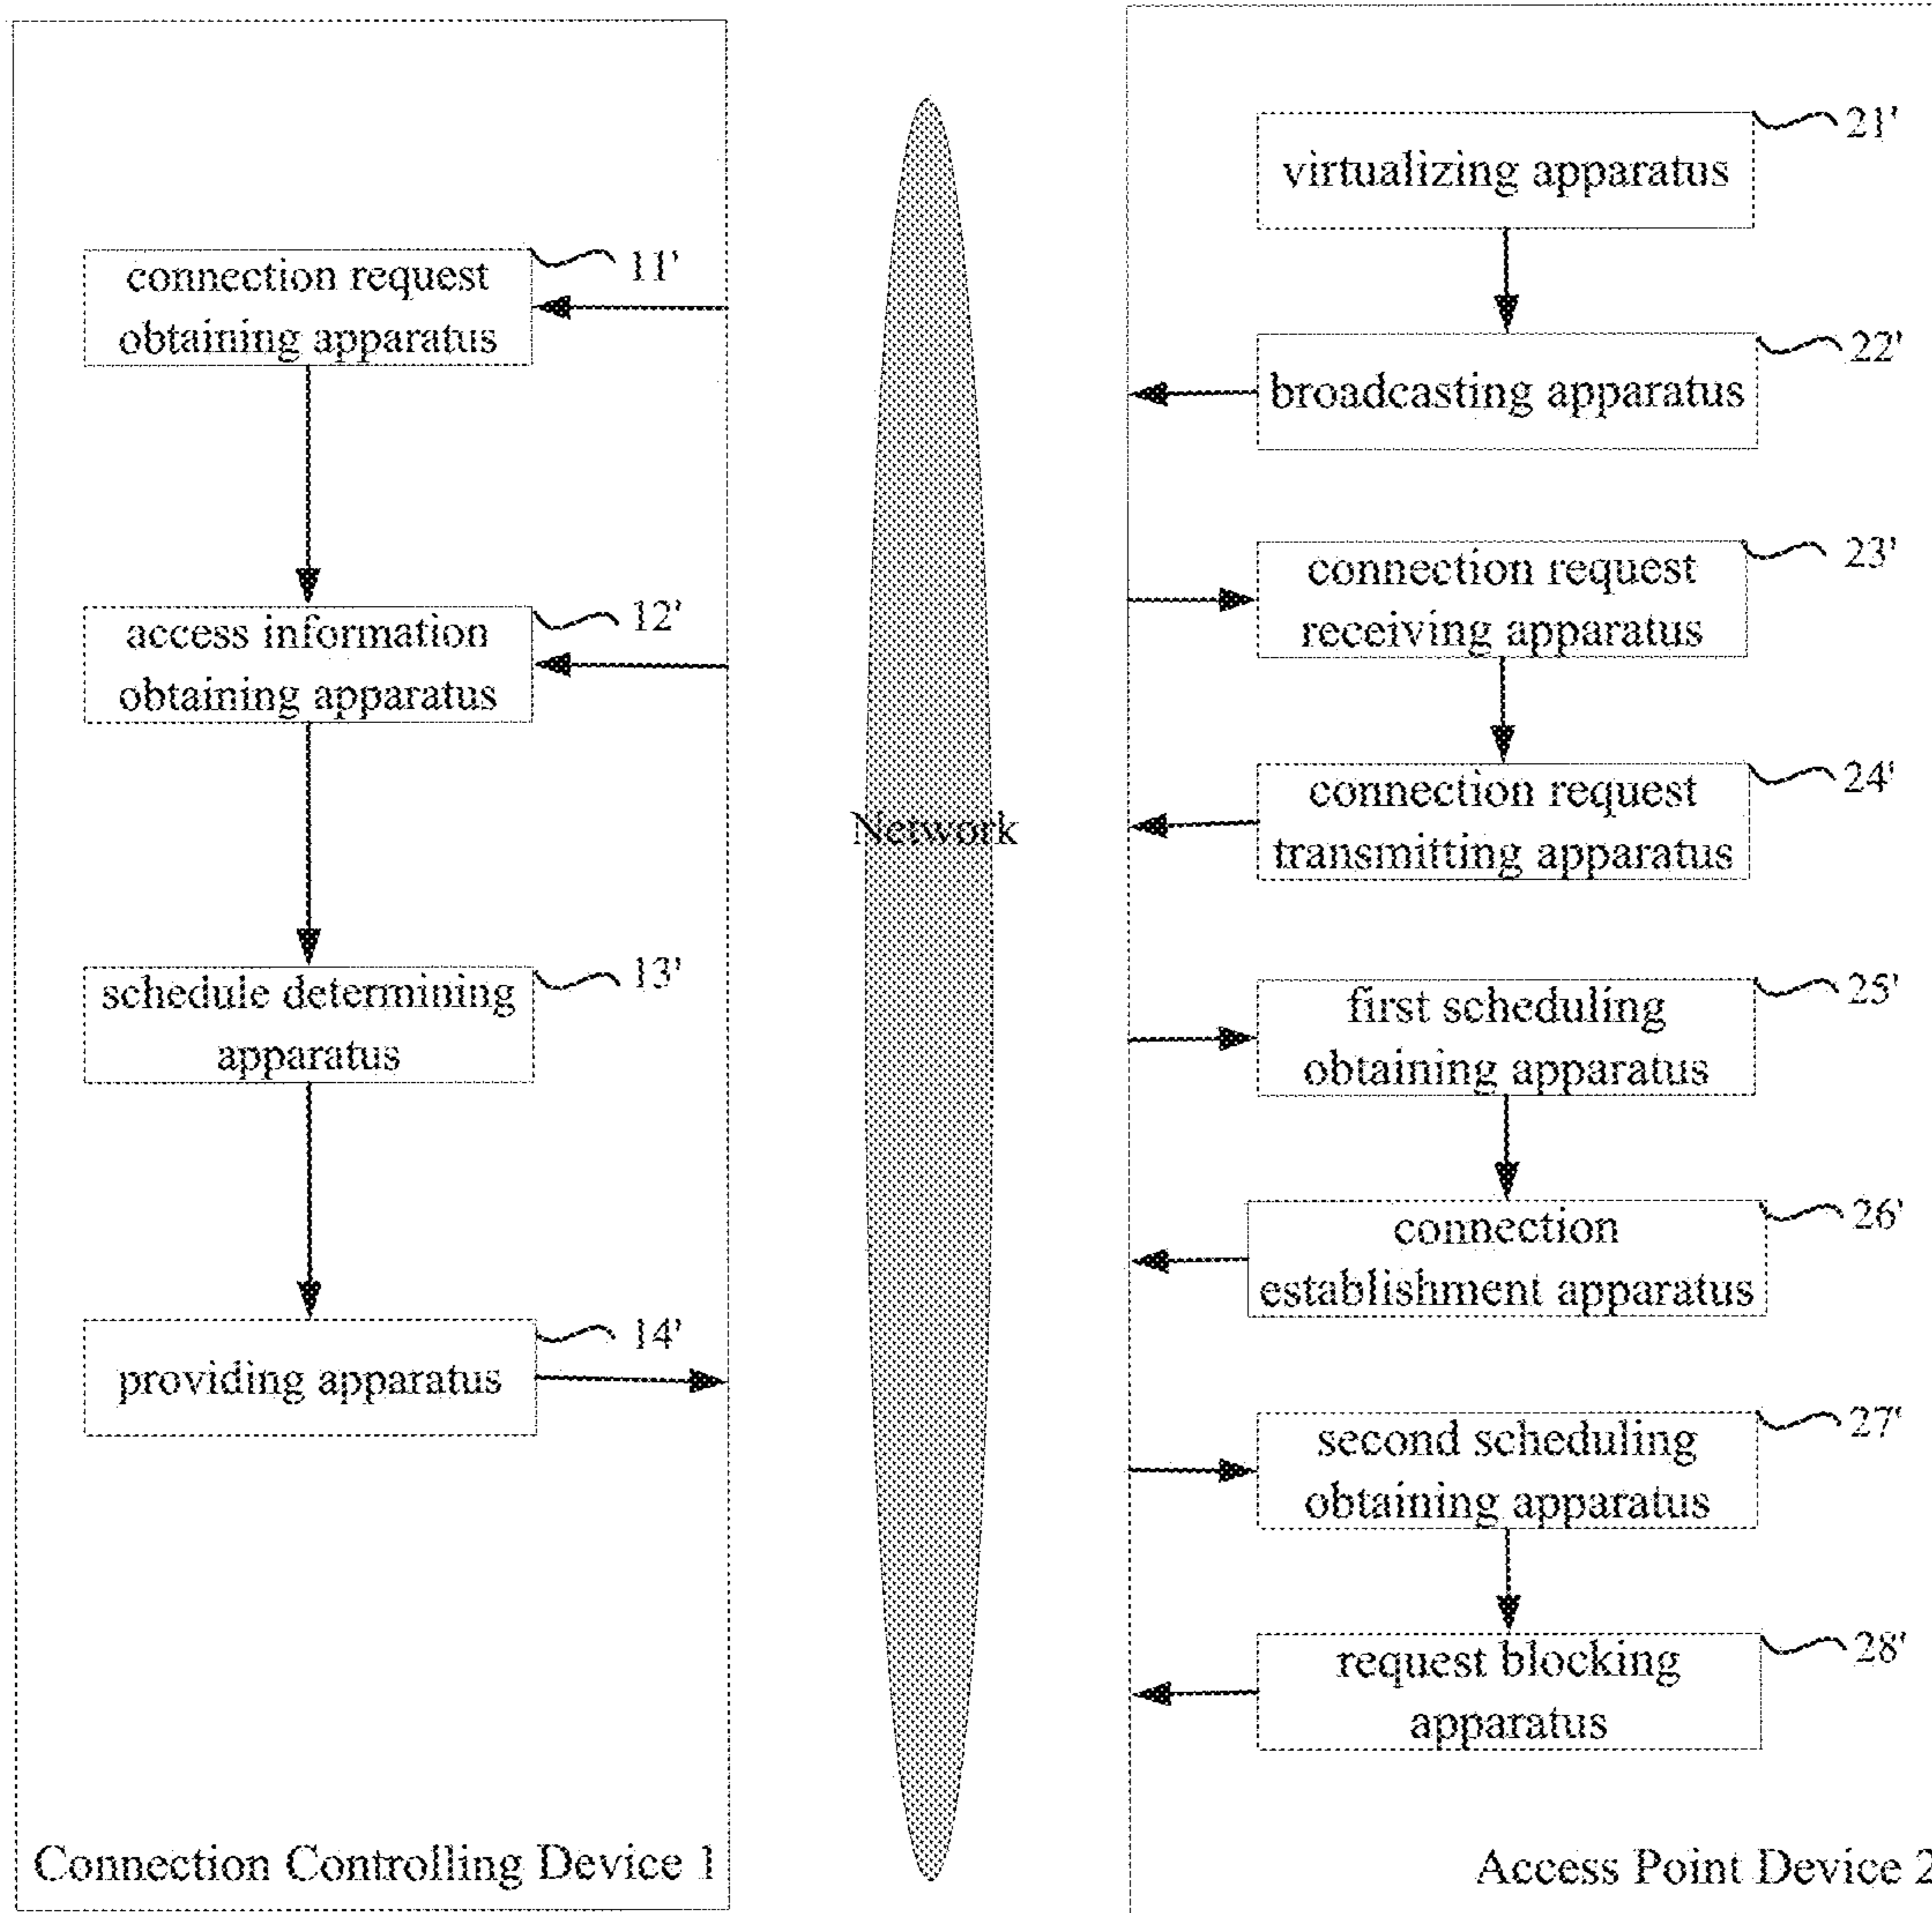 connection request
obtaining apparatus
11'
access information
obtaining apparatus
12'
schedule determining
apparatus
13'
providing apparatus
14'
Connection Controlling Device 1
Network
virtualizing apparatus
21'
broadcasting apparatus
22'
connection request
receiving apparatus
23'
connection request
transmitting apparatus
24'
first scheduling
obtaining apparatus
25'
connection
establishment apparatus
26'
second scheduling
obtaining apparatus
27'
request blocking
apparatus
28'
Access Point Device 2